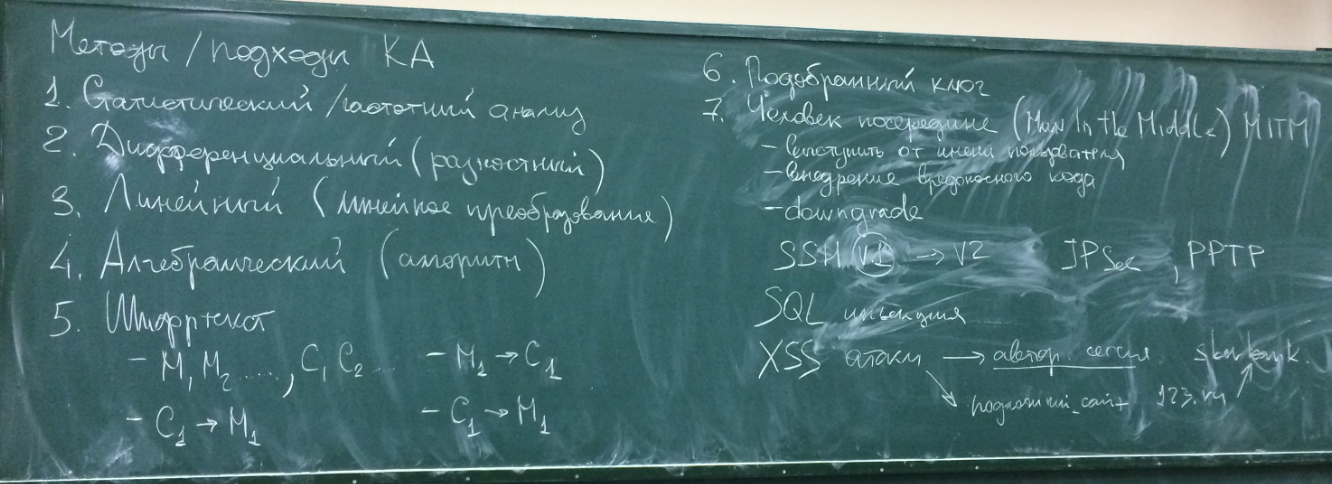 Методы / подходы КА
1. Статистический / частотный анализ
2. Дифференциальный (разностный)
3. Линейный (линейное преобразование)
4. Алгебраический (алгоритм)
5. Шифртекст
- M, M₂ ....., C, C₂ ... - M₁ → C₁
- C₁ → M₁ - C₁ → M₁
6. Подобранный ключ
7. Человек посередине (Man In the Middle) MITM
- выступить от имени пользователя
- внедрение вредоносного кода
- downgrade
SSH V1 → V2 IPSec, PPTP
SQL инъекция
XSS атаки → автор. сессия sberbank.
подложный сайт 123.ru